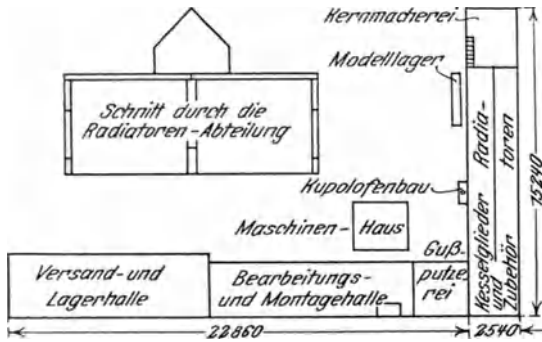 Kernmacherei
Modelllager
Schnitt durch die
Radiatoren-Abteilung
Kupolofenbau
Maschinen-Haus
Versand- und
Lagerhalle
Bearbeitungs-
und Montagehalle
Guß-
putze-
rei
Kesselglieder Radia-
und toren
Zubehör
15240
22860
2540